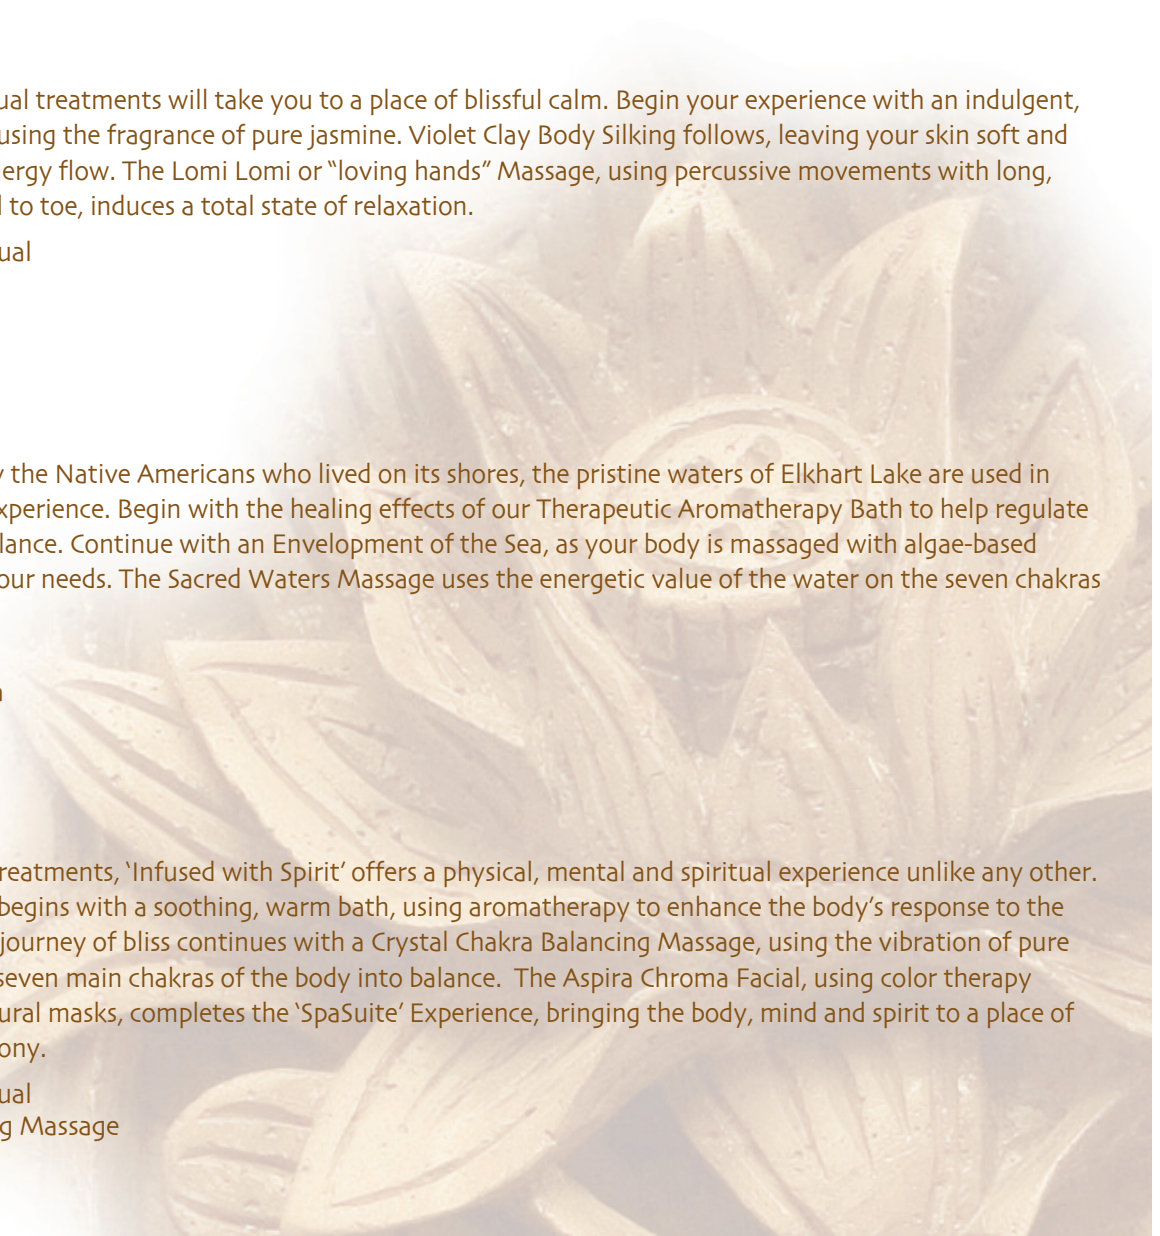 ual treatments will take you to a place of blissful calm. Begin your experience with an indulgent,
using the fragrance of pure jasmine. Violet Clay Body Silking follows, leaving your skin soft and
ergy flow. The Lomi Lomi or “loving hands” Massage, using percussive movements with long,
to toe, induces a total state of relaxation.
ual
the Native Americans who lived on its shores, the pristine waters of Elkhart Lake are used in
xperience. Begin with the healing effects of our Therapeutic Aromatherapy Bath to help regulate
lance. Continue with an Envelopment of the Sea, as your body is massaged with algae-based
our needs. The Sacred Waters Massage uses the energetic value of the water on the seven chakras
reatments, ‛Infused with Spirit’ offers a physical, mental and spiritual experience unlike any other.
begins with a soothing, warm bath, using aromatherapy to enhance the body’s response to the
journey of bliss continues with a Crystal Chakra Balancing Massage, using the vibration of pure
seven main chakras of the body into balance.  The Aspira Chroma Facial, using color therapy
ural masks, completes the ‛SpaSuite’ Experience, bringing the body, mind and spirit to a place of
ony.
ual
g Massage